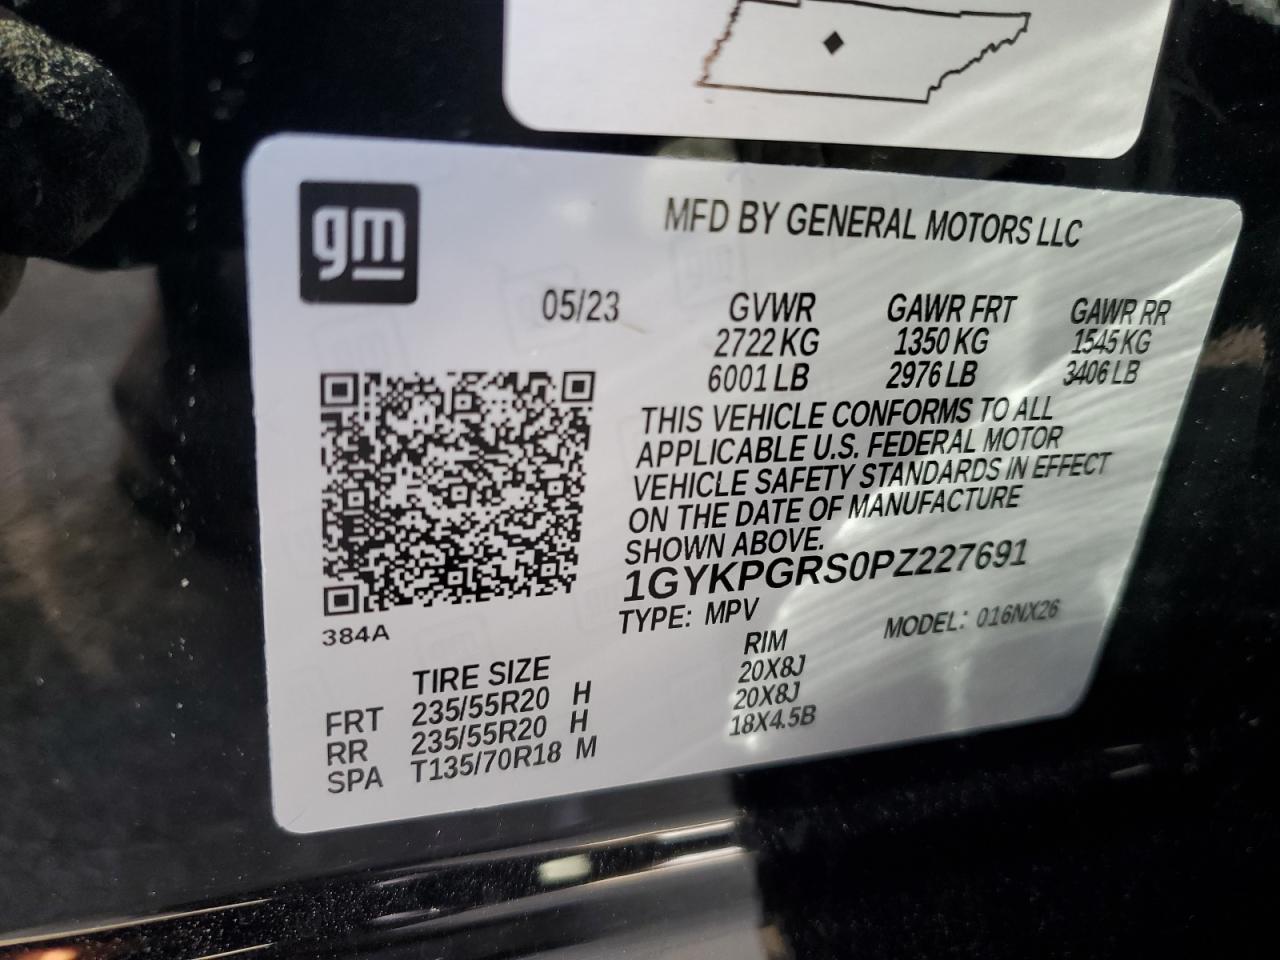 gm
MFD BY GENERAL MOTORS LLC
05/23 GVWR GAWR FRT GAWR RR
2722 KG 1350 KG 1545 KG
6001 LB 2976 LB 3406 LB
THIS VEHICLE CONFORMS TO ALL
APPLICABLE U.S. FEDERAL MOTOR
VEHICLE SAFETY STANDARDS IN EFFECT
ON THE DATE OF MANUFACTURE
SHOWN ABOVE.
1GYKPGRS0PZ227691
TYPE: MPV MODEL: 016NX26
384A
TIRE SIZE RIM
FRT 235/55R20 H 20X8J
RR 235/55R20 H 20X8J
SPA T135/70R18 M 18X4.5B